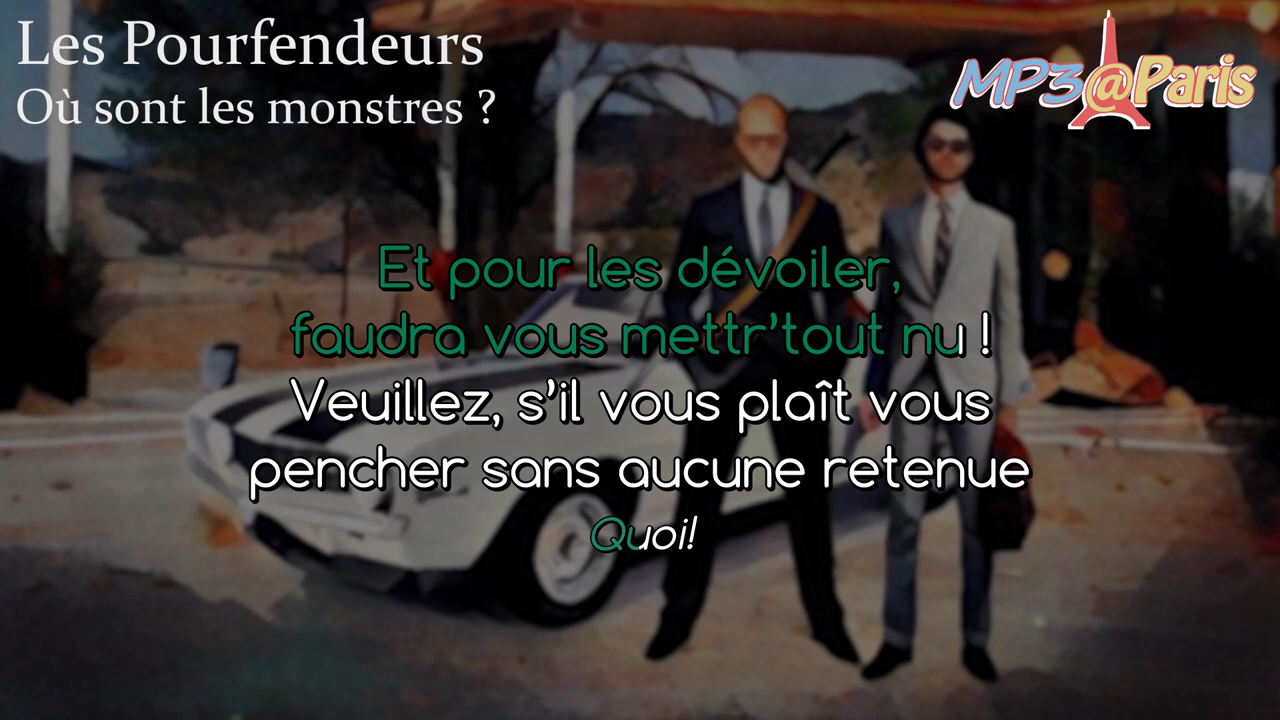 Les Pourfendeurs
Où sont les monstres ?
MP3@Paris
Et pour les dévoiler,
faudra vous mettr’tout nu !
Veuillez, s’il vous plaît vous
pencher sans aucune retenue
Quoi!